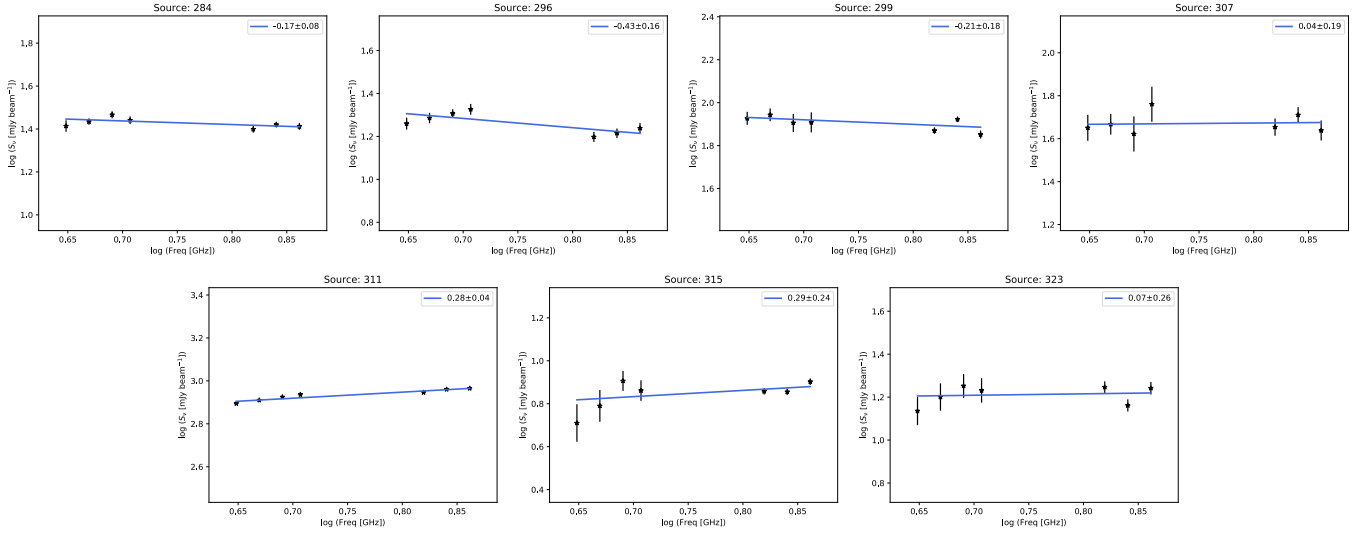 Source: 284
−0.17±0.08
1.8
1.6
1.4
1.2
1.0
log (Sᵥ [mJy beam⁻¹])
0.65 0.70 0.75 0.80 0.85
log (Freq [GHz])
Source: 296
−0.43±0.16
1.6
1.4
1.2
1.0
0.8
log (Sᵥ [mJy beam⁻¹])
0.65 0.70 0.75 0.80 0.85
log (Freq [GHz])
Source: 299
−0.21±0.18
2.4
2.2
2.0
1.8
1.6
log (Sᵥ [mJy beam⁻¹])
0.65 0.70 0.75 0.80 0.85
log (Freq [GHz])
Source: 307
0.04±0.19
2.0
1.8
1.6
1.4
1.2
log (Sᵥ [mJy beam⁻¹])
0.65 0.70 0.75 0.80 0.85
log (Freq [GHz])
Source: 311
0.28±0.04
3.4
3.2
3.0
2.8
2.6
log (Sᵥ [mJy beam⁻¹])
0.65 0.70 0.75 0.80 0.85
log (Freq [GHz])
Source: 315
0.29±0.24
1.2
1.0
0.8
0.6
0.4
log (Sᵥ [mJy beam⁻¹])
0.65 0.70 0.75 0.80 0.85
log (Freq [GHz])
Source: 323
0.07±0.26
1.6
1.4
1.2
1.0
0.8
log (Sᵥ [mJy beam⁻¹])
0.65 0.70 0.75 0.80 0.85
log (Freq [GHz])